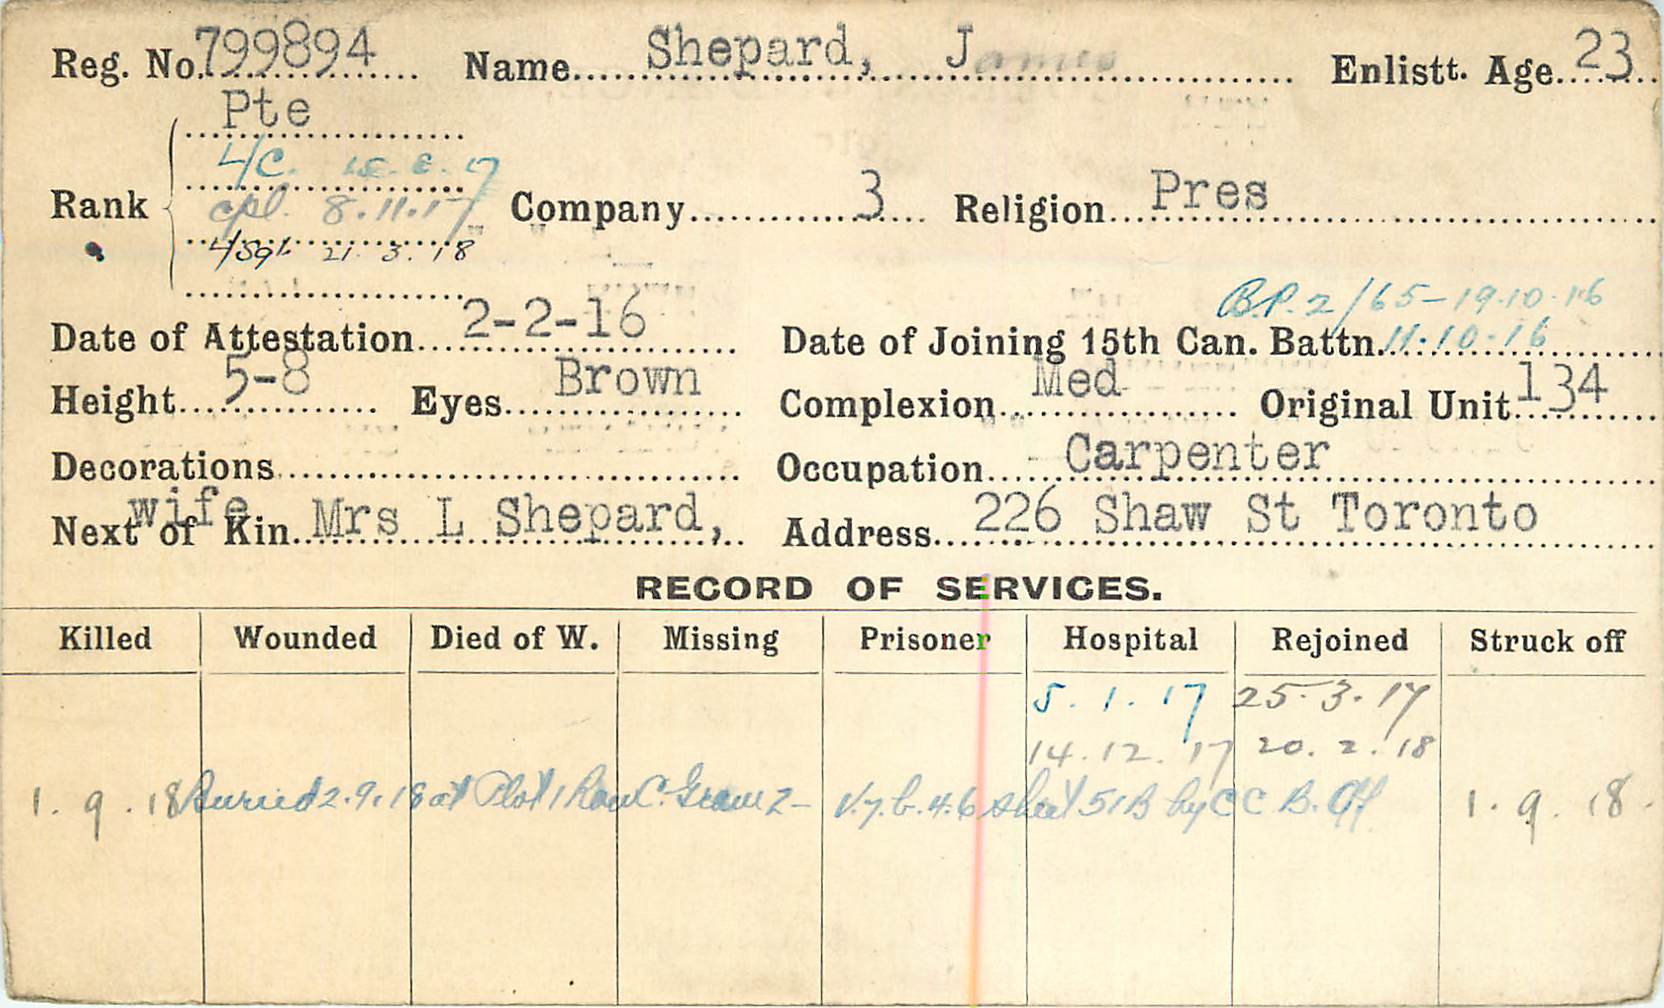 Reg. No. 799894 Name Shepard, James Enlistt. Age 23
Pte
L/C. 15. 8. 17
Rank cpl. 8.11.17 Company 3 Religion Pres
L/Sgt. 21. 3. 18
B.P. 2/65-19.10.16
Date of Attestation 2-2-16 Date of Joining 15th Can. Battn. 11.10.16
Height 5-8 Eyes Brown Complexion Med Original Unit 134
Decorations Occupation Carpenter
wife
Next of Kin Mrs L Shepard, Address 226 Shaw St Toronto
RECORD OF SERVICES.
Killed Wounded Died of W. Missing Prisoner Hospital Rejoined Struck off
5. 1. 17 25. 3. 17
14. 12. 17 20. 2. 18
1. 9. 18 Buried 2.9.18 at Plot 1 Row C. Grave 2- Sheet 51B by C C B. Off 1. 9. 18.